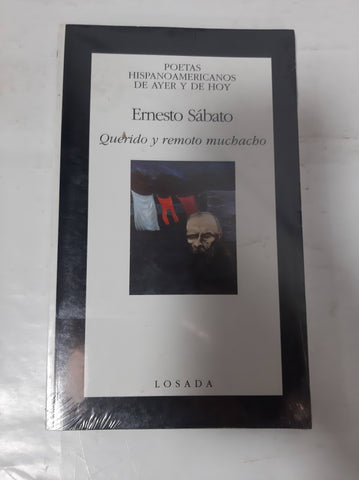 POETAS
HISPANOAMERICANOS
DE AYER Y DE HOY
Ernesto Sábato
Querido y remoto muchacho
LOSADA